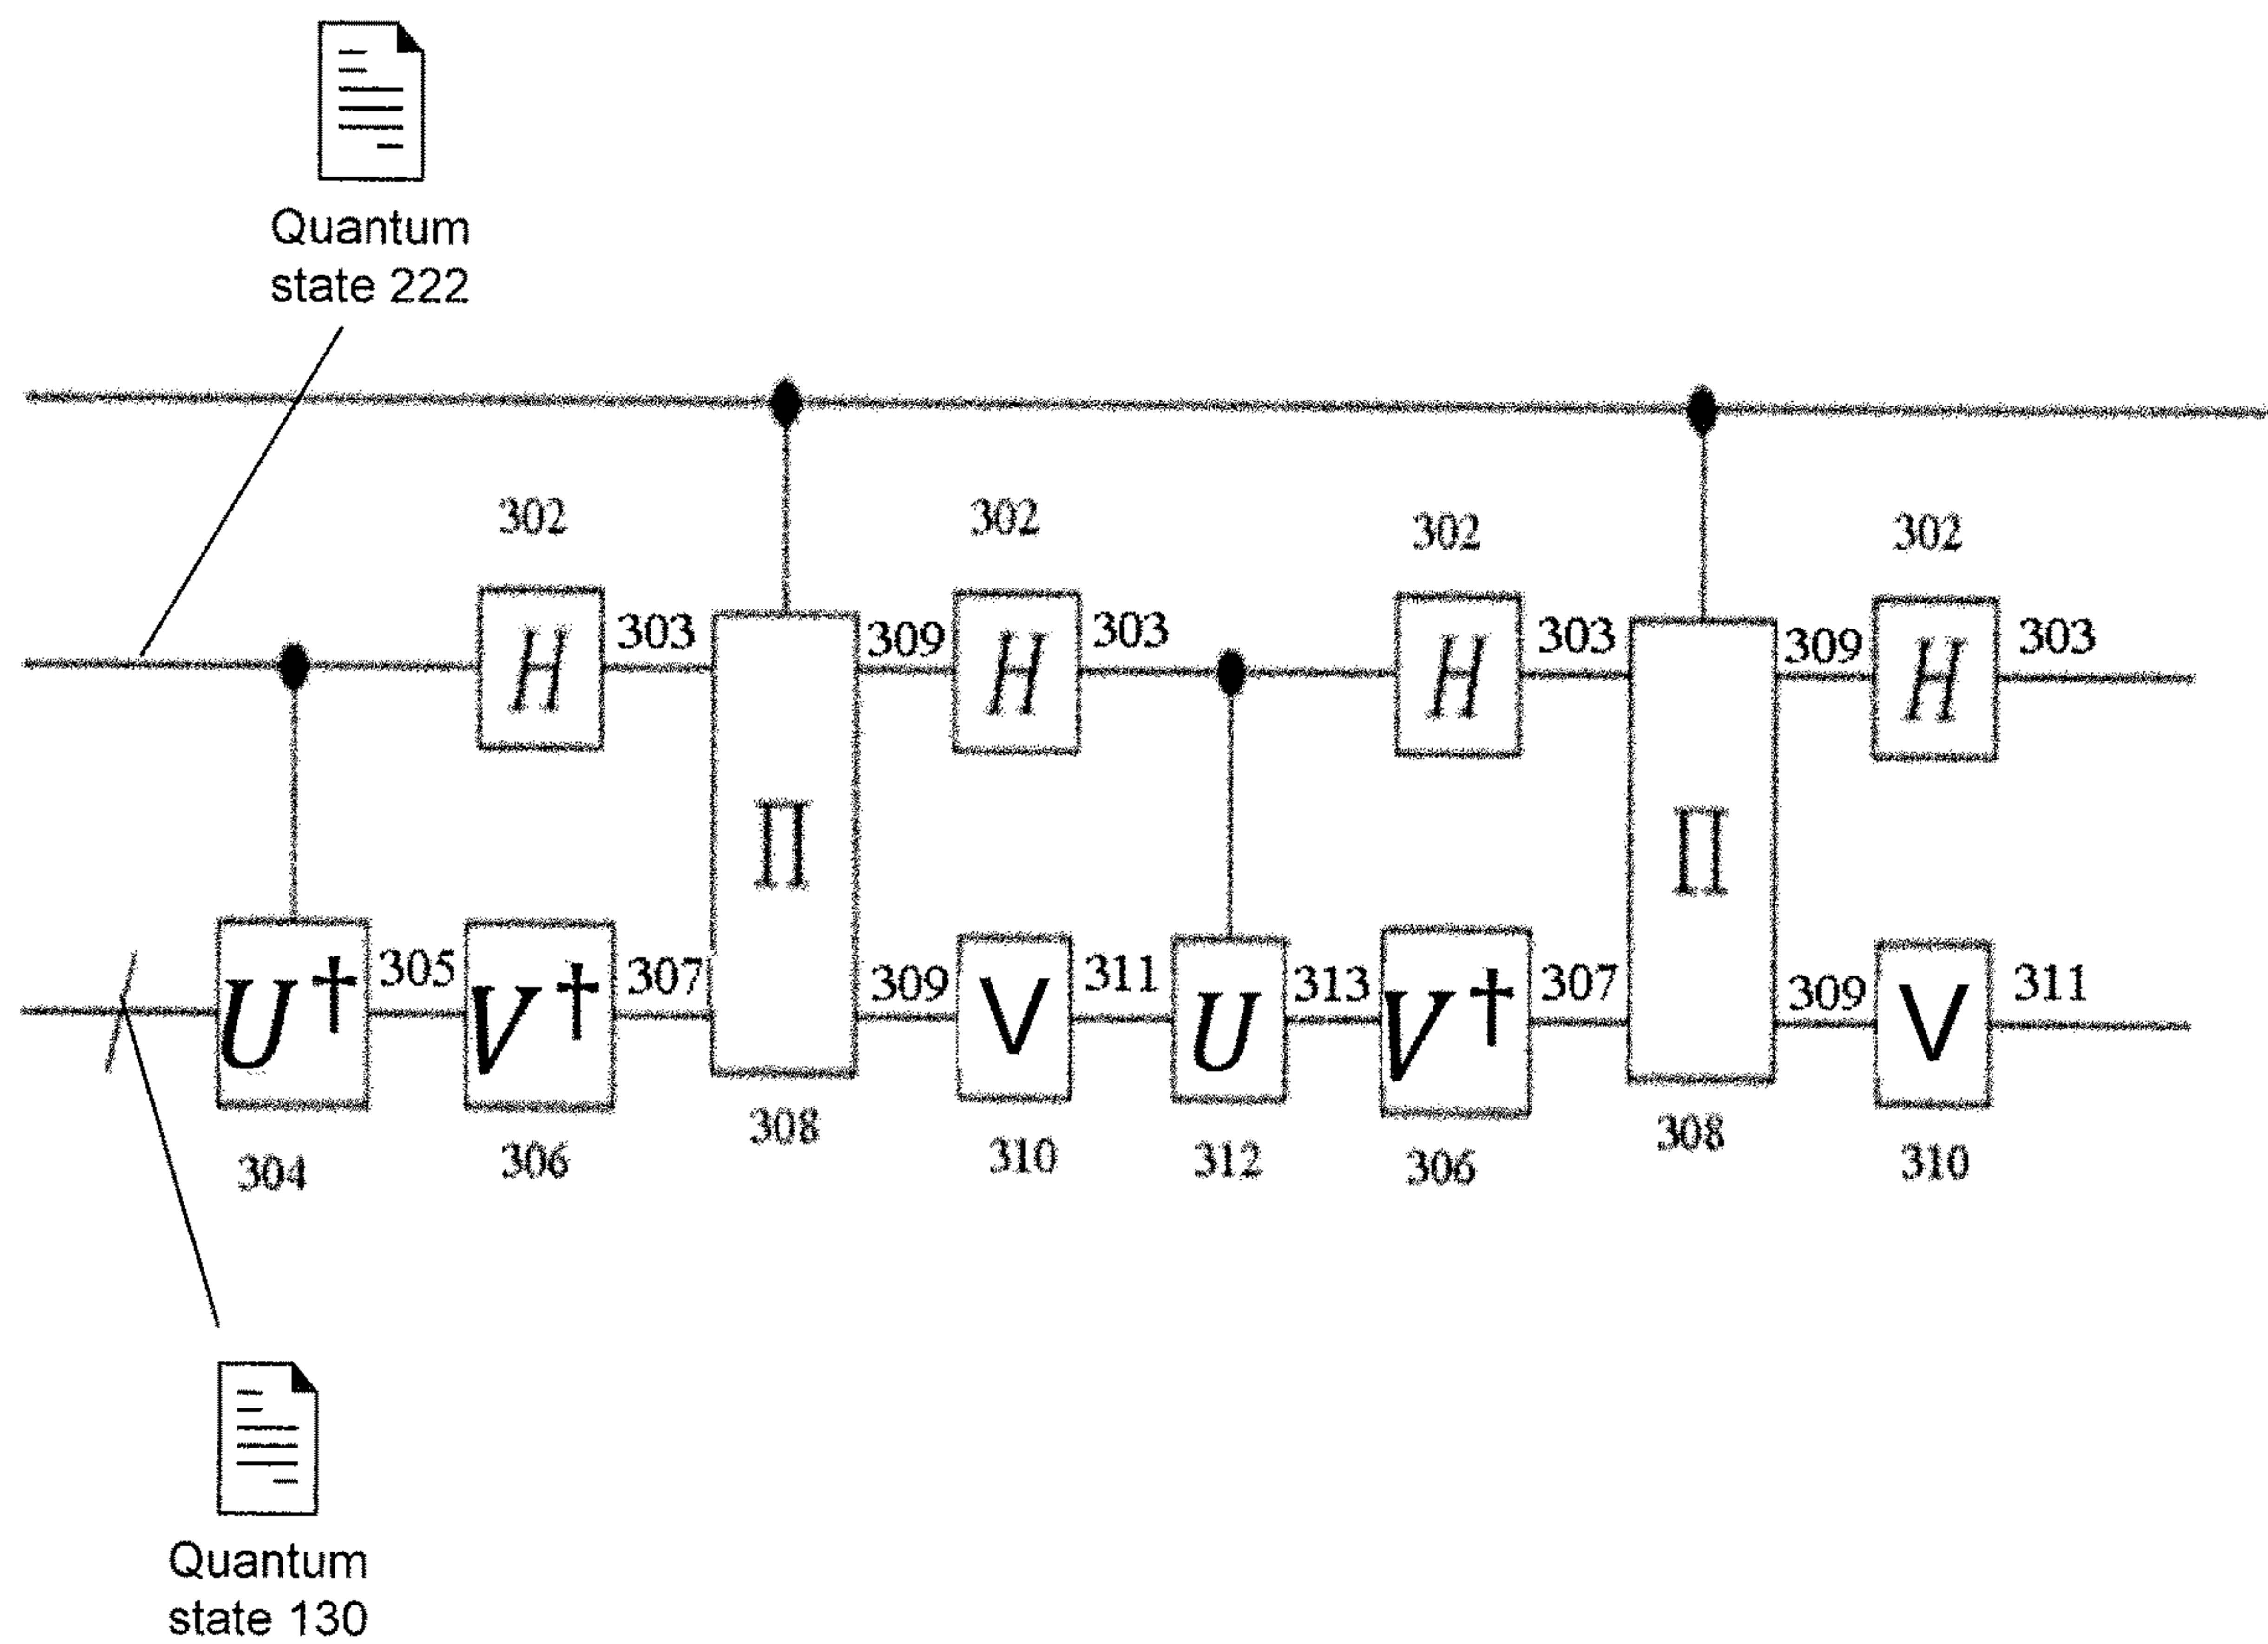 Quantum
state 222
302 302 302 302
H 303 309 H 303 H 303 309 H 303
Π Π
U† 305 V† 307 309 V 311 U 313 V† 307 309 V 311
304 306 308 310 312 306 308 310
Quantum
state 130